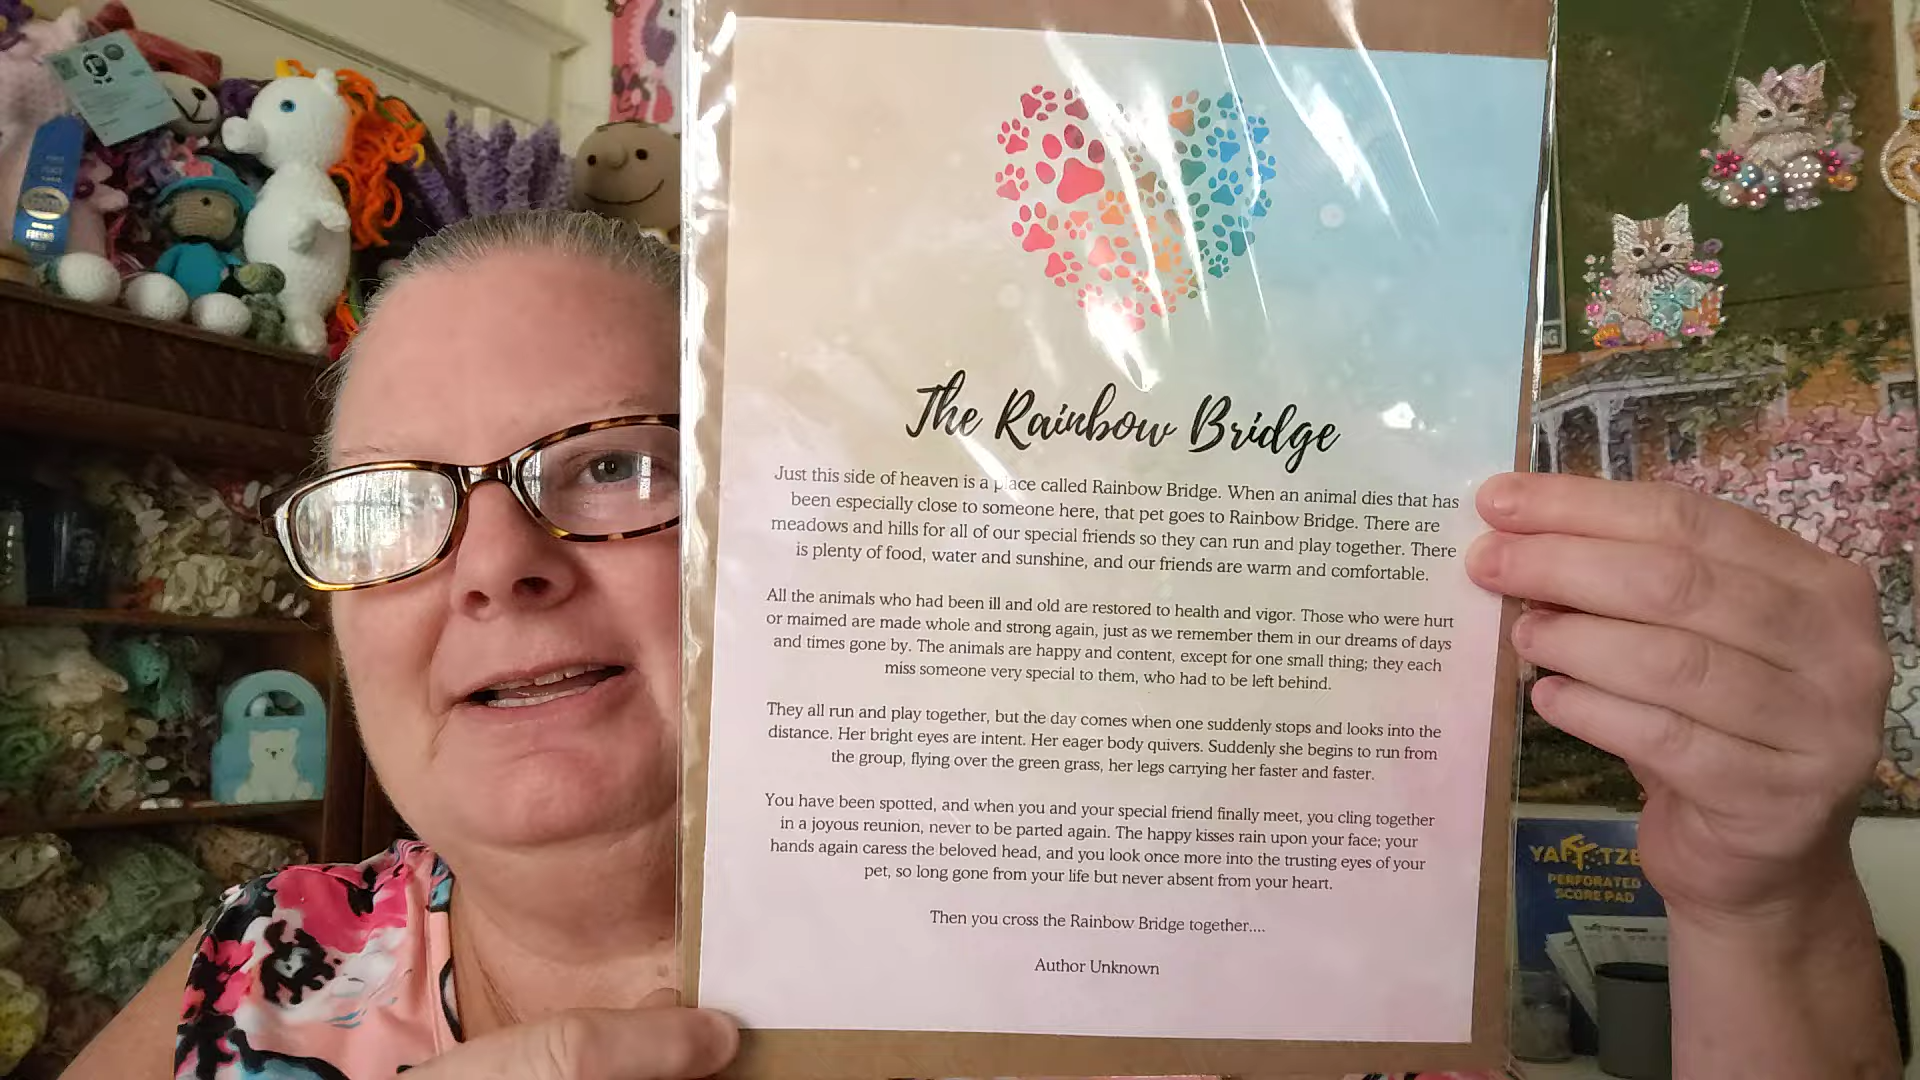 The Rainbow Bridge
Just this side of heaven is a place called Rainbow Bridge. When an animal dies that has
been especially close to someone here, that pet goes to Rainbow Bridge. There are
meadows and hills for all of our special friends so they can run and play together. There
is plenty of food, water and sunshine, and our friends are warm and comfortable.
All the animals who had been ill and old are restored to health and vigor. Those who were hurt
or maimed are made whole and strong again, just as we remember them in our dreams of days
and times gone by. The animals are happy and content, except for one small thing; they each
miss someone very special to them, who had to be left behind.
They all run and play together, but the day comes when one suddenly stops and looks into the
distance. Her bright eyes are intent. Her eager body quivers. Suddenly she begins to run from
the group, flying over the green grass, her legs carrying her faster and faster.
You have been spotted, and when you and your special friend finally meet, you cling together
in a joyous reunion, never to be parted again. The happy kisses rain upon your face; your
hands again caress the beloved head, and you look once more into the trusting eyes of your
pet, so long gone from your life but never absent from your heart.
Then you cross the Rainbow Bridge together....
Author Unknown
PERFORATED
SCORE PAD